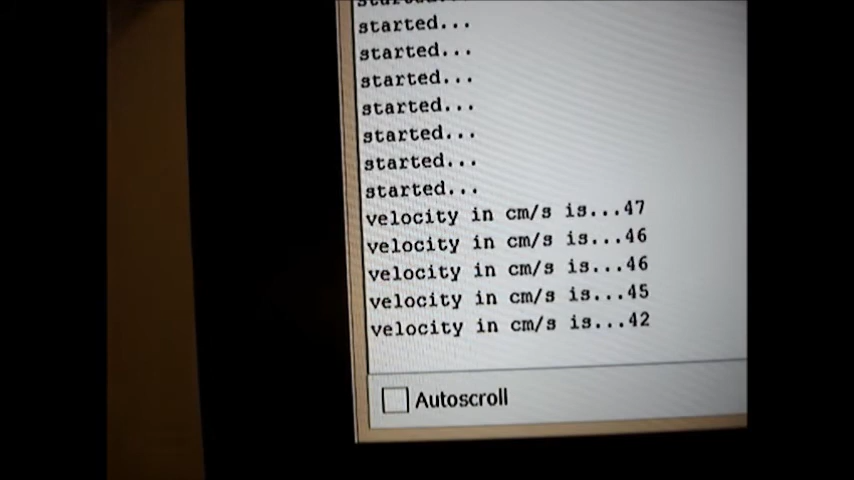 started...
started...
started...
started...
started...
started...
started...
started...
velocity in cm/s is...47
velocity in cm/s is...46
velocity in cm/s is...46
velocity in cm/s is...45
velocity in cm/s is...42
Autoscroll